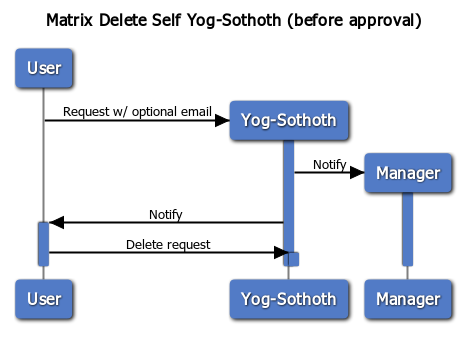 Matrix Delete Self Yog-Sothoth (before approval)
User
Request w/ optional email
Yog-Sothoth
Notify
Manager
Notify
Delete request
User
Yog-Sothoth
Manager